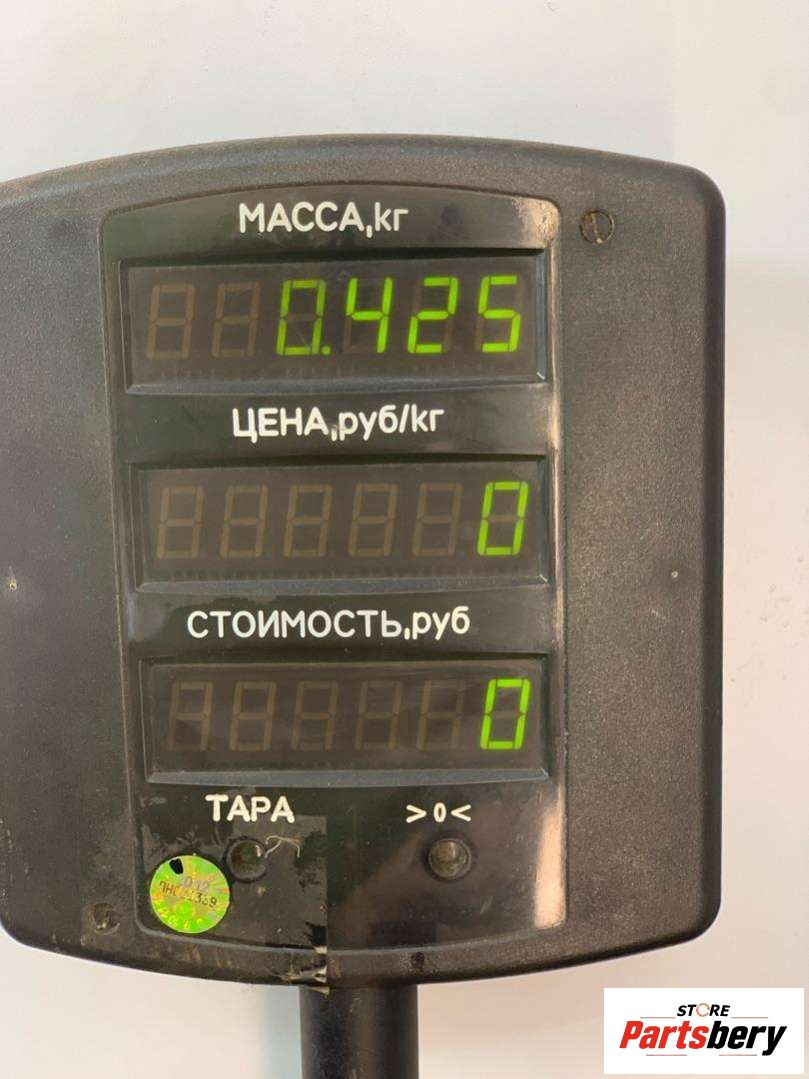 МАССА,кг
0.425
ЦЕНА,руб/кг
0
СТОИМОСТЬ,руб
0
ТАРА >0<
STORE
Partsbery